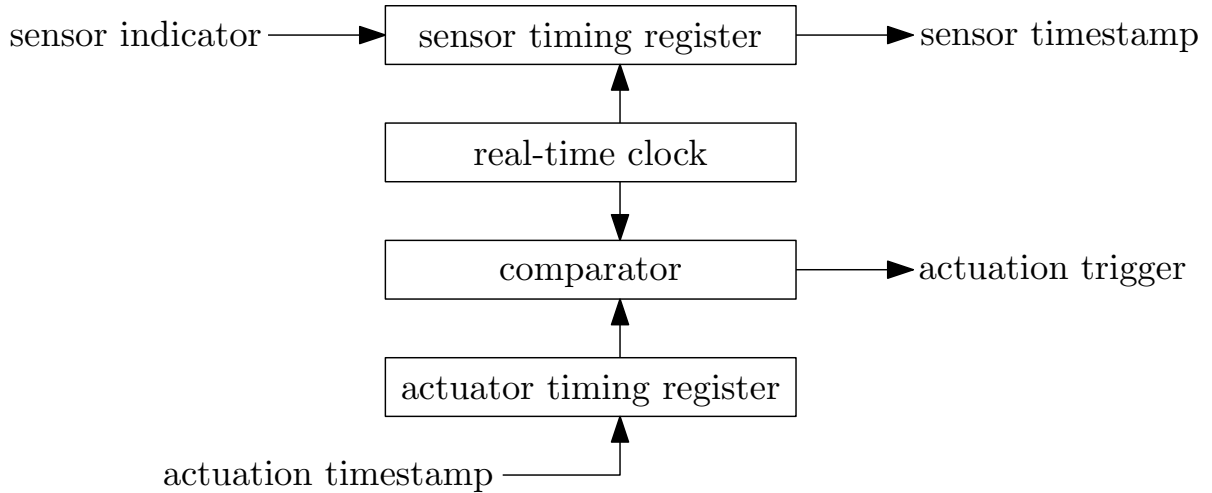 sensor indicator
sensor timing register
sensor timestamp
real-time clock
comparator
actuation trigger
actuator timing register
actuation timestamp